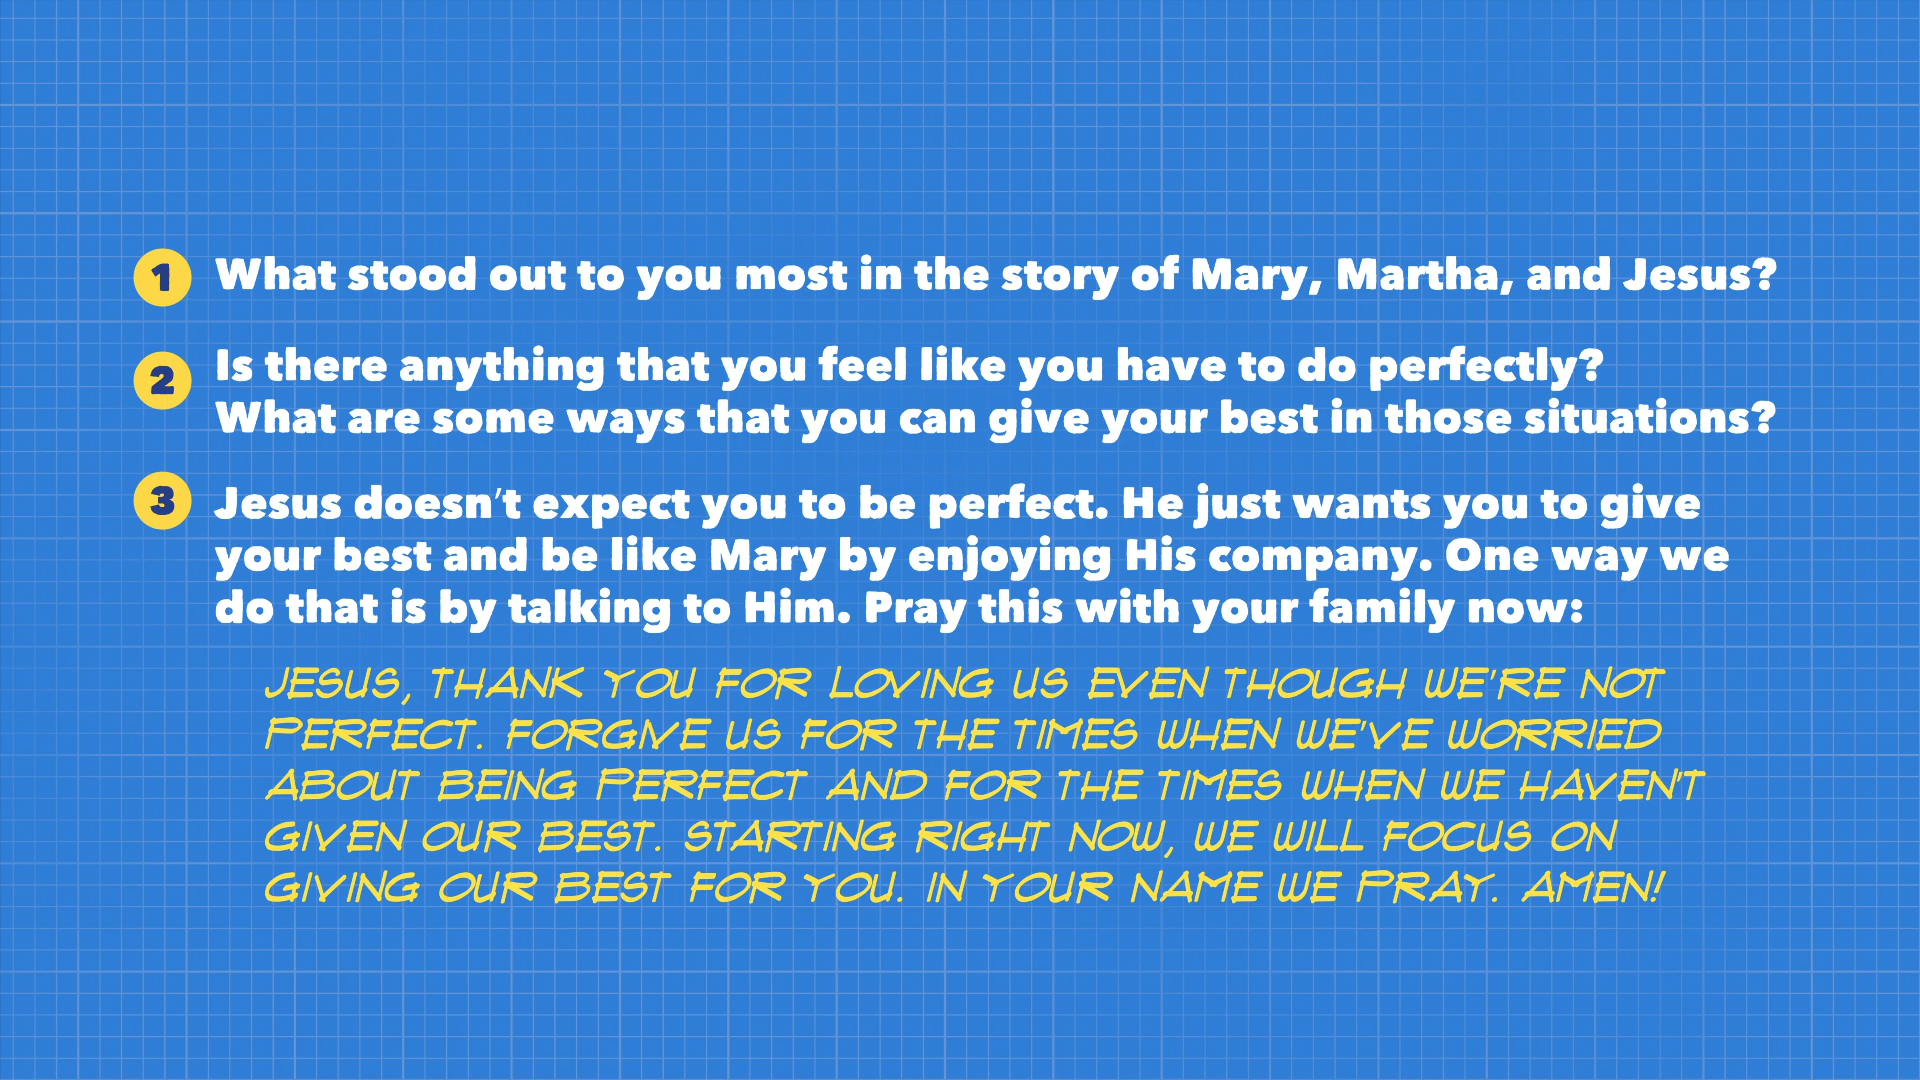 1 What stood out to you most in the story of Mary, Martha, and Jesus?
2 Is there anything that you feel like you have to do perfectly?
What are some ways that you can give your best in those situations?
3 Jesus doesn't expect you to be perfect. He just wants you to give
your best and be like Mary by enjoying His company. One way we
do that is by talking to Him. Pray this with your family now:
JESUS, THANK YOU FOR LOVING US EVEN THOUGH WE'RE NOT
PERFECT. FORGIVE US FOR THE TIMES WHEN WE'VE WORRIED
ABOUT BEING PERFECT AND FOR THE TIMES WHEN WE HAVEN'T
GIVEN OUR BEST. STARTING RIGHT NOW, WE WILL FOCUS ON
GIVING OUR BEST FOR YOU. IN YOUR NAME WE PRAY. AMEN!